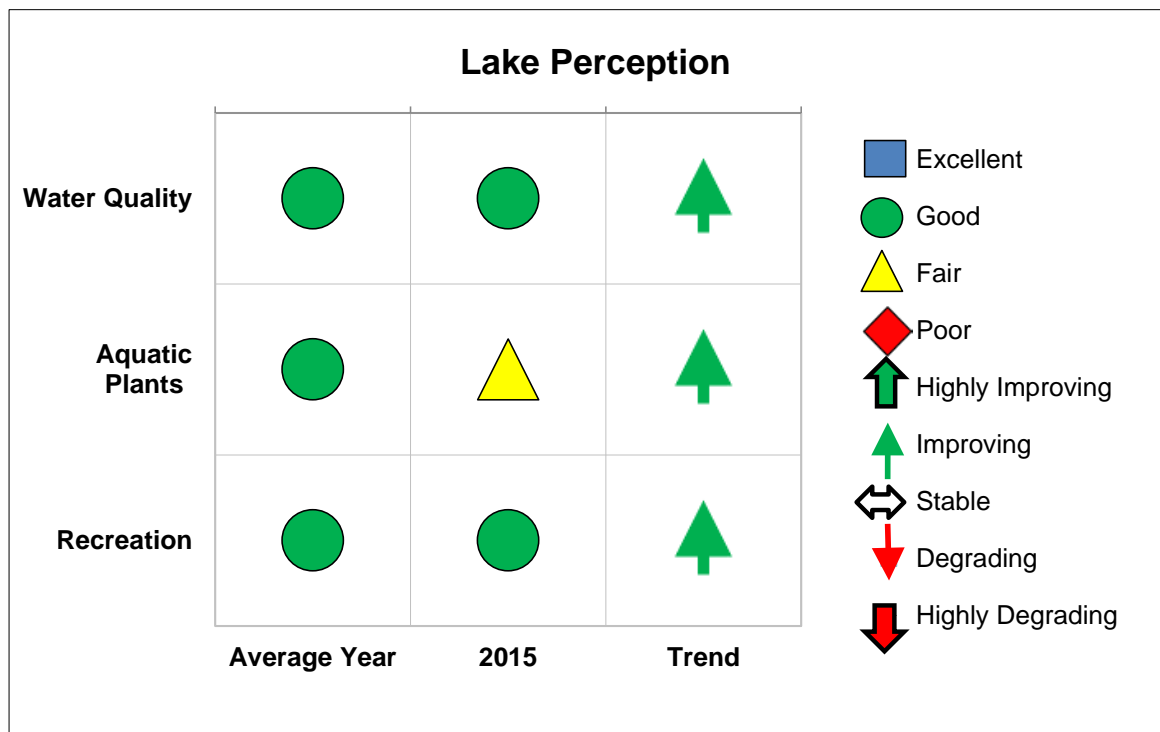 Lake Perception
Water Quality
Aquatic
Plants
Recreation
Average Year
2015
Trend
Excellent
Good
Fair
Poor
Highly Improving
Improving
Stable
Degrading
Highly Degrading